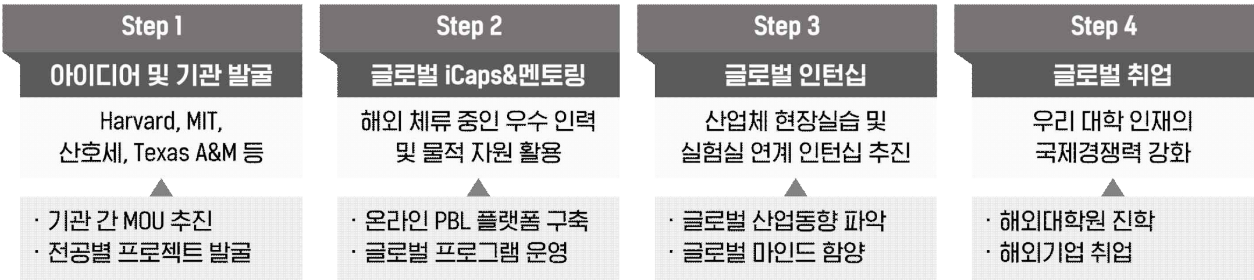 Step 1
아이디어 및 기관 발굴
Harvard, MIT,
산호세, Texas A&M 등
· 기관 간 MOU 추진
· 전공별 프로젝트 발굴
Step 2
글로벌 iCaps&멘토링
해외 체류 중인 우수 인력
및 물적 자원 활용
· 온라인 PBL 플랫폼 구축
· 글로벌 프로그램 운영
Step 3
글로벌 인턴십
산업체 현장실습 및
실험실 연계 인턴십 추진
· 글로벌 산업동향 파악
· 글로벌 마인드 함양
Step 4
글로벌 취업
우리 대학 인재의
국제경쟁력 강화
· 해외대학원 진학
· 해외기업 취업